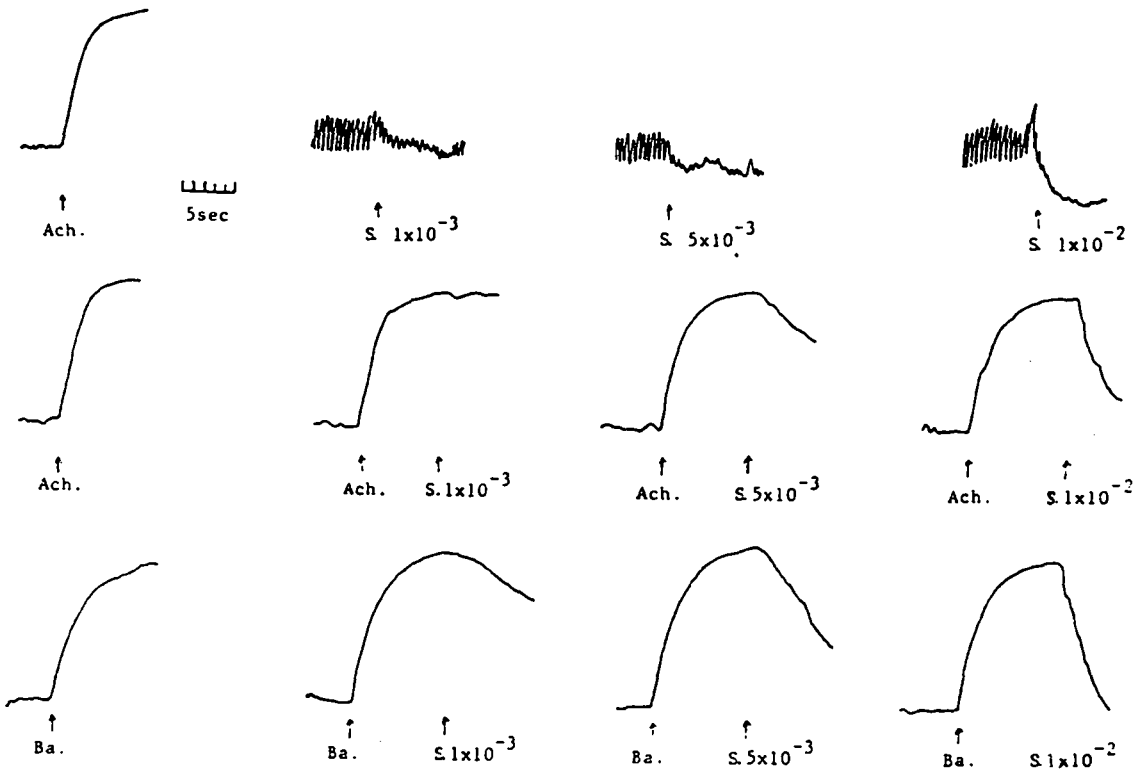 Ach.
5sec
S. 1x10⁻³
S. 5x10⁻³
S. 1x10⁻²
Ach.
Ach. S.1x10⁻³
Ach. S.5x10⁻³
Ach. S.1x10⁻²
Ba.
Ba. S.1x10⁻³
Ba. S.5x10⁻³
Ba. S.1x10⁻²